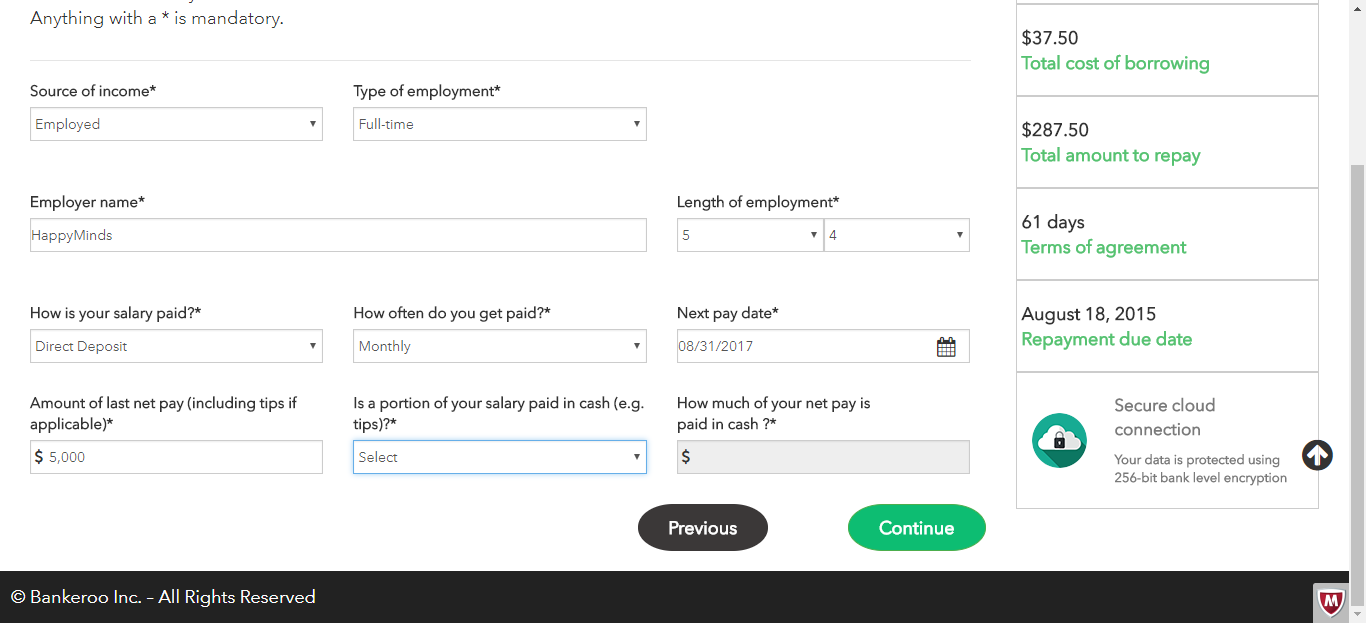 Anything with a * is mandatory.
Source of income*
Type of employment*
Employed
Full-time
Employer name*
Length of employment*
HappyMinds
5
4
How is your salary paid?*
How often do you get paid?*
Next pay date*
Direct Deposit
Monthly
08/31/2017
Amount of last net pay (including tips if
applicable)*
Is a portion of your salary paid in cash (e.g.
tips)?*
How much of your net pay is
paid in cash ?*
$ 5,000
Select
$
Previous
Continue
$37.50
Total cost of borrowing
$287.50
Total amount to repay
61 days
Terms of agreement
August 18, 2015
Repayment due date
Secure cloud
connection
Your data is protected using
256-bit bank level encryption
© Bankeroo Inc. – All Rights Reserved
M